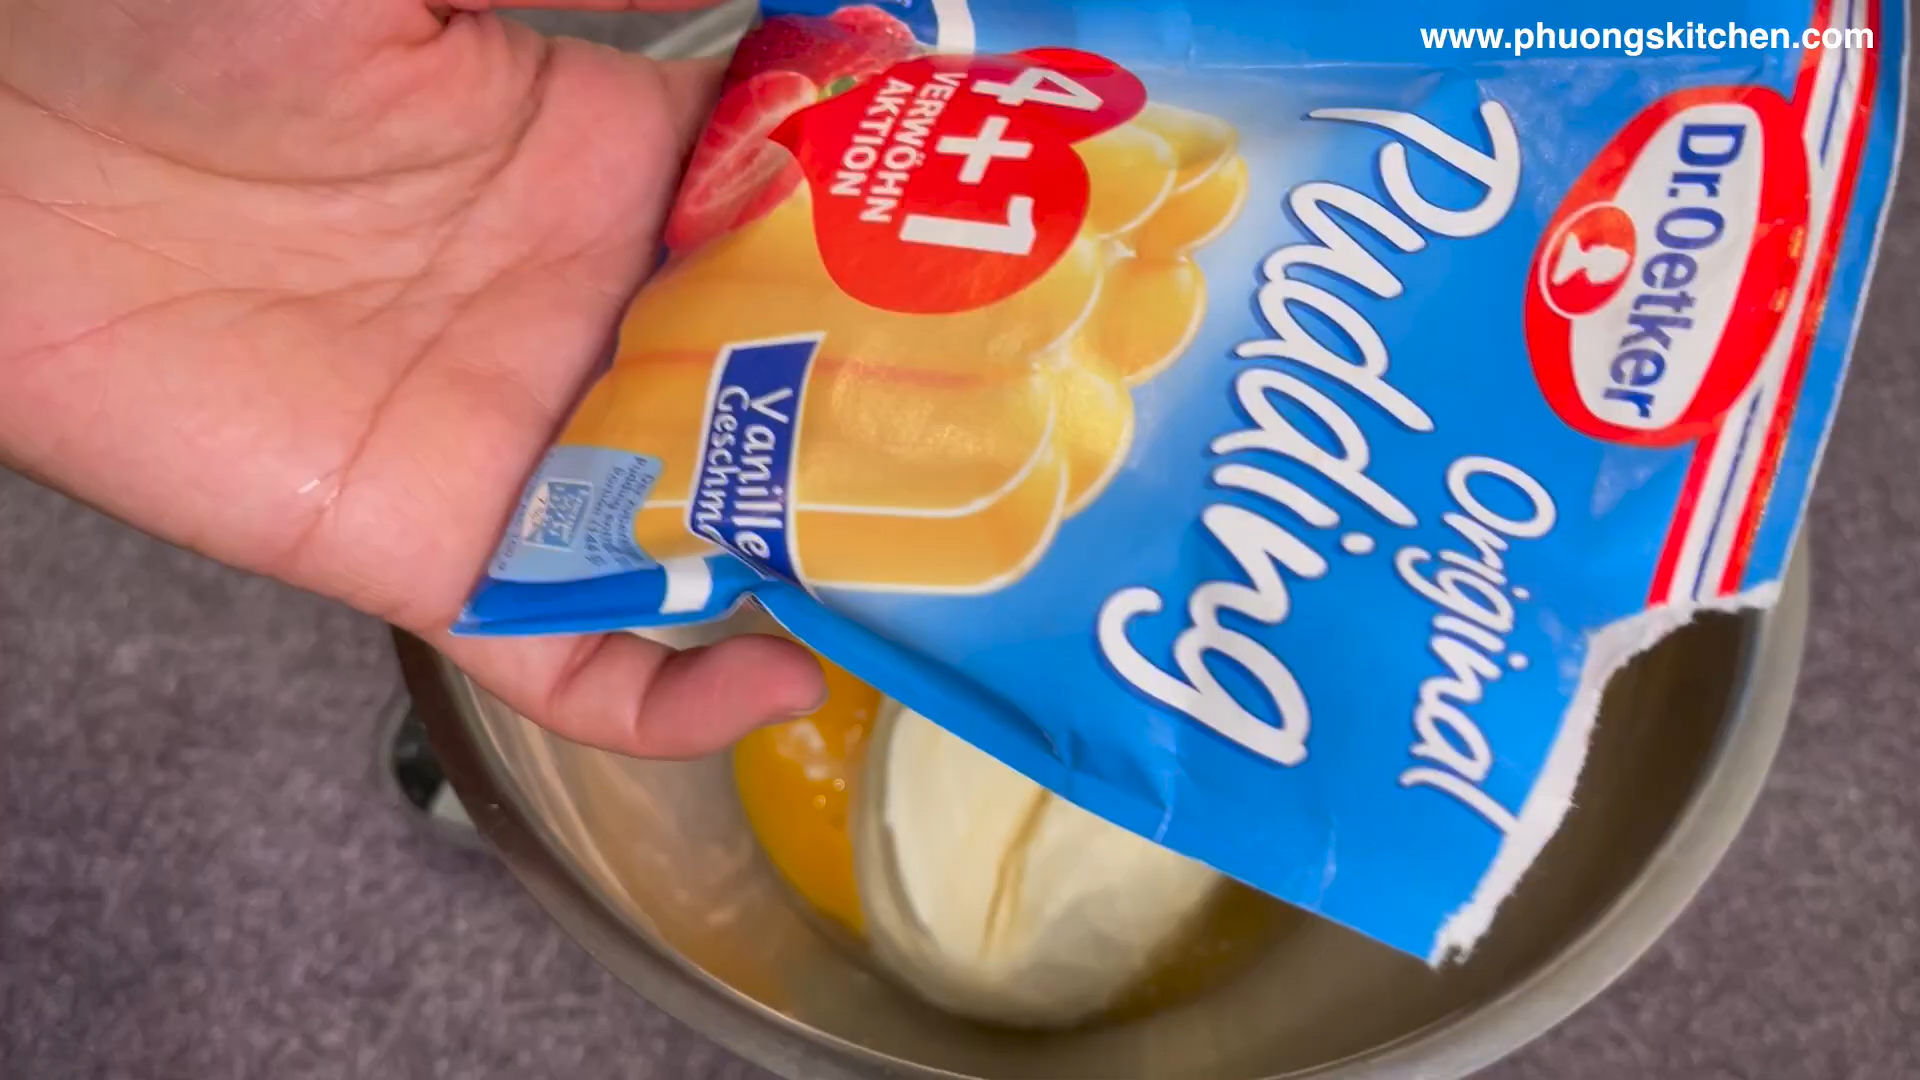 www.phuongskitchen.com
Dr.Oetker
Original
Pudding
4+1
VERWÖHN
AKTION
Vanille
Geschm